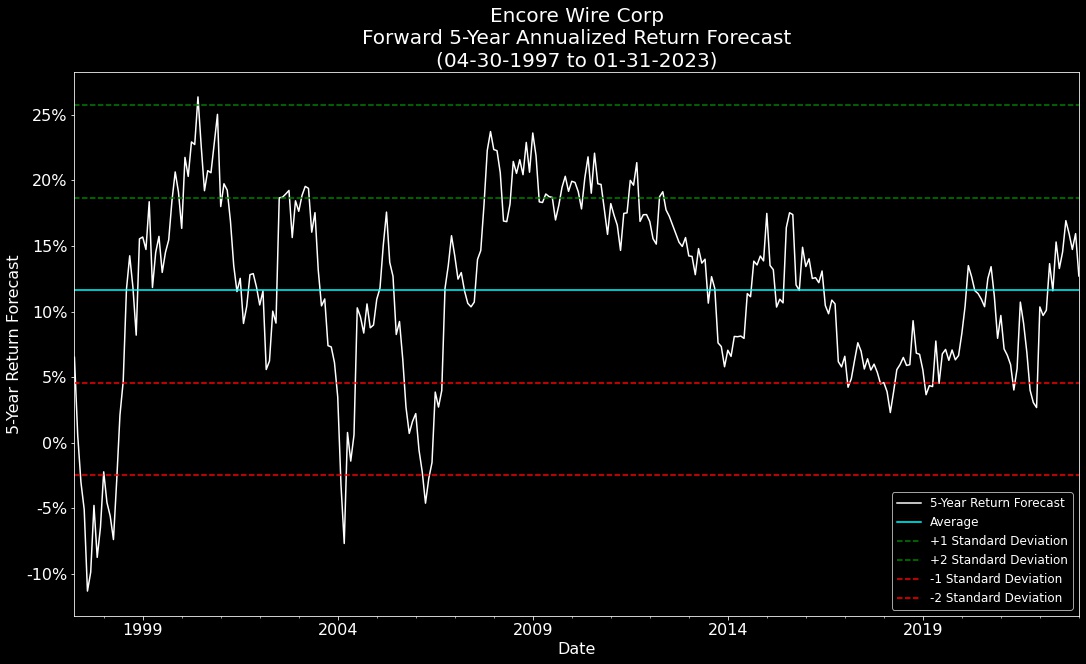 Encore Wire Corp
Forward 5-Year Annualized Return Forecast
(04-30-1997 to 01-31-2023)
5-Year Return Forecast
25%
20%
15%
10%
5%
0%
-5%
-10%
5-Year Return Forecast
Average
+1 Standard Deviation
+2 Standard Deviation
-1 Standard Deviation
-2 Standard Deviation
1999
2004
2009
2014
2019
Date